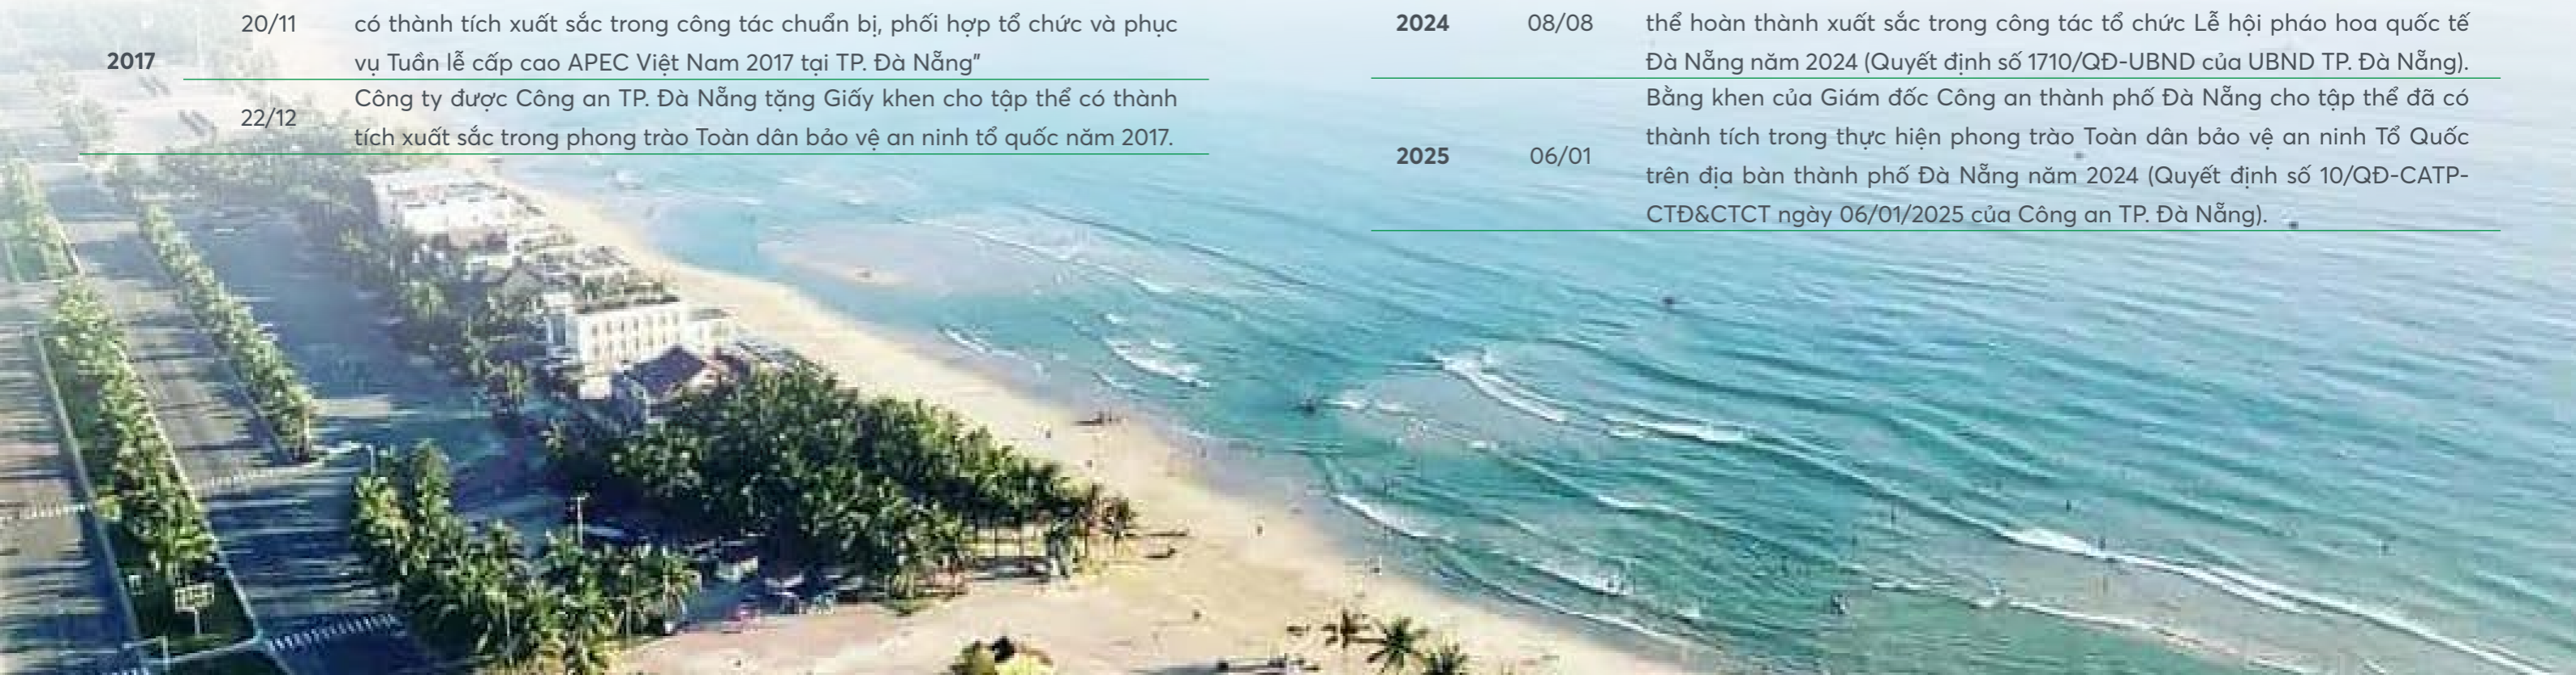 20/11 có thành tích xuất sắc trong công tác chuẩn bị, phối hợp tổ chức và phục
2017 vụ Tuần lễ cấp cao APEC Việt Nam 2017 tại TP. Đà Nẵng"
Công ty được Công an TP. Đà Nẵng tặng Giấy khen cho tập thể có thành
22/12
tích xuất sắc trong phong trào Toàn dân bảo vệ an ninh tổ quốc năm 2017.
2024 08/08 thể hoàn thành xuất sắc trong công tác tổ chức Lễ hội pháo hoa quốc tế
Đà Nẵng năm 2024 (Quyết định số 1710/QĐ-UBND của UBND TP. Đà Nẵng).
Bằng khen của Giám đốc Công an thành phố Đà Nẵng cho tập thể đã có
thành tích trong thực hiện phong trào Toàn dân bảo vệ an ninh Tổ Quốc
2025 06/01
trên địa bàn thành phố Đà Nẵng năm 2024 (Quyết định số 10/QĐ-CATP-
CTĐ&CTCT ngày 06/01/2025 của Công an TP. Đà Nẵng).